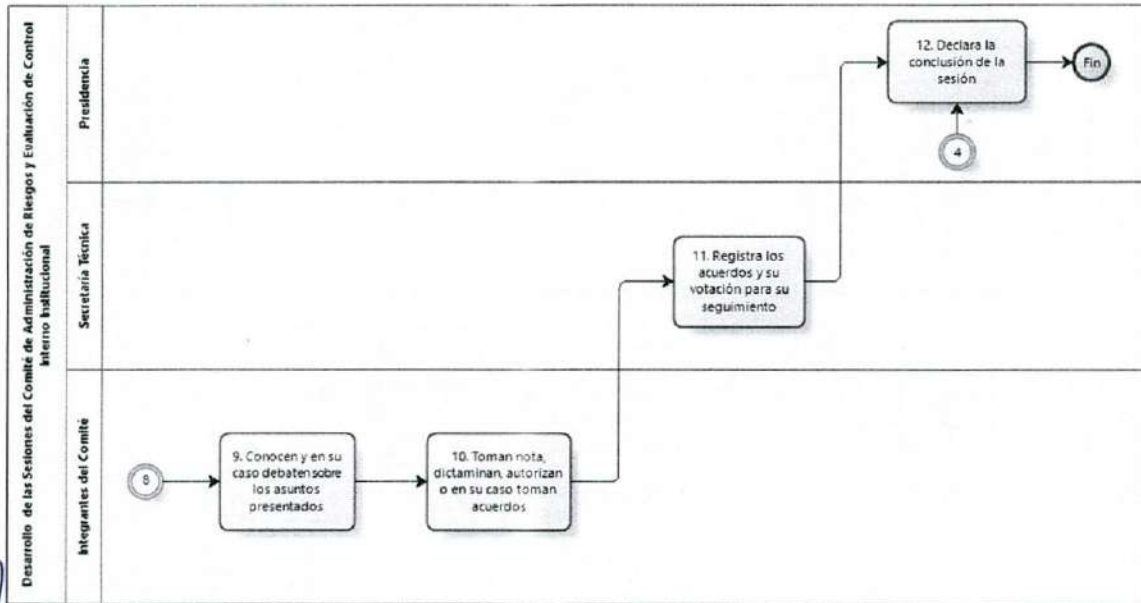 Desarrollo de las Sesiones del Comité de Administración de Riesgos y Evaluación de Control
Interno Institucional
Presidencia
12. Declara la
conclusión de la
sesión
Fin
4
Secretaría Técnica
11. Registra los
acuerdos y su
votación para su
seguimiento
Integrantes del Comité
8
9. Conocen y en su
caso debaten sobre
los asuntos
presentados
10. Toman nota,
dictaminan, autorizan
o en su caso toman
acuerdos